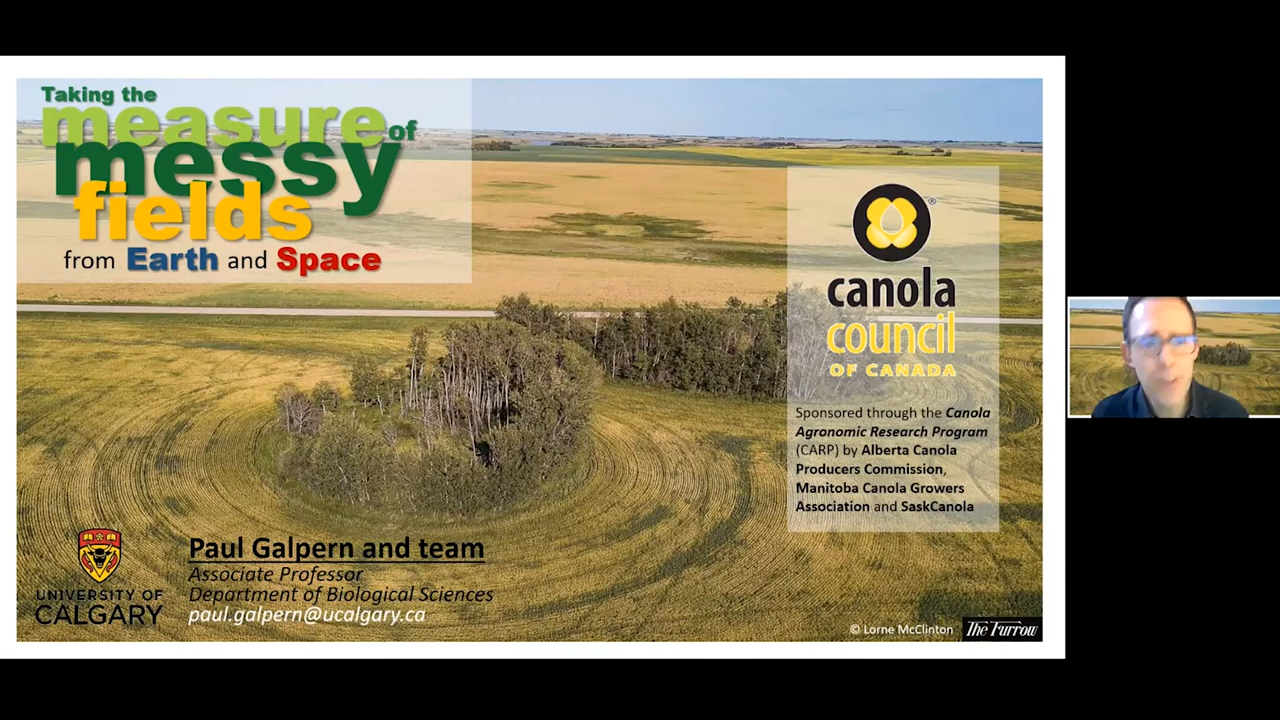 Taking the
measure of
messy
fields
from Earth and Space
®
canola
council
OF CANADA
Sponsored through the Canola
Agronomic Research Program
(CARP) by Alberta Canola
Producers Commission,
Manitoba Canola Growers
Association and SaskCanola
UNIVERSITY OF
CALGARY
Paul Galpern and team
Associate Professor
Department of Biological Sciences
paul.galpern@ucalgary.ca
© Lorne McClinton
The Furrow